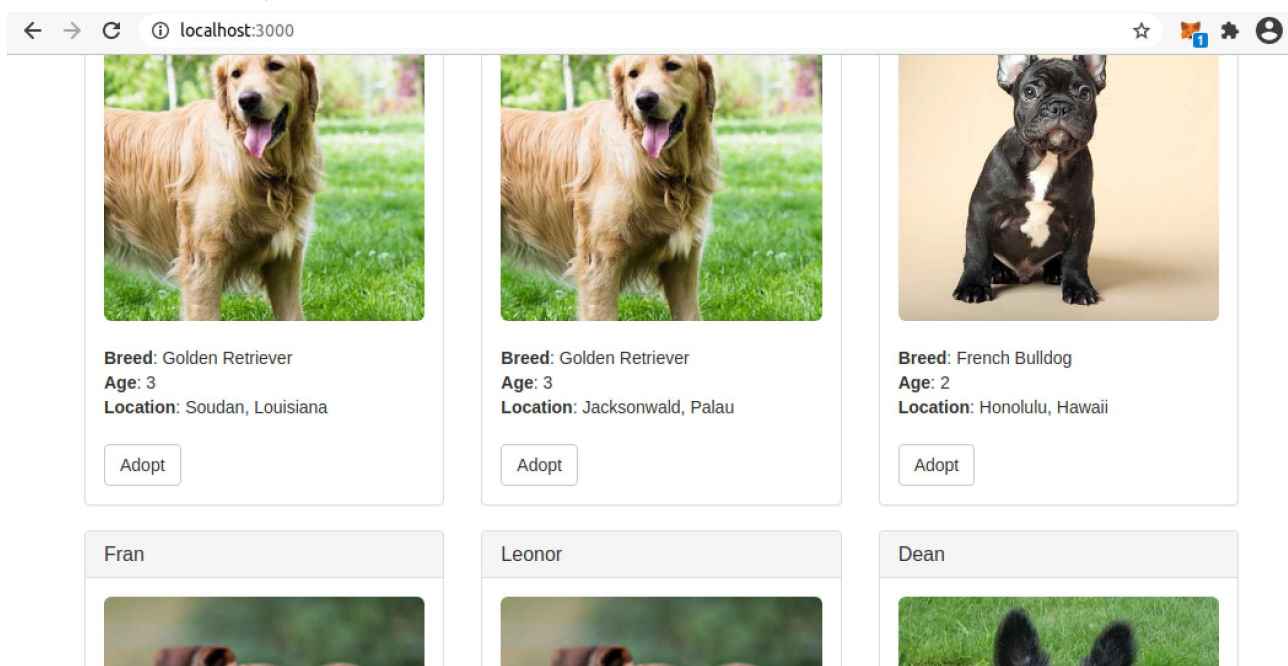 localhost:3000
1
Breed: Golden Retriever
Age: 3
Location: Soudan, Louisiana
Adopt
Breed: Golden Retriever
Age: 3
Location: Jacksonwald, Palau
Adopt
Breed: French Bulldog
Age: 2
Location: Honolulu, Hawaii
Adopt
Fran
Leonor
Dean